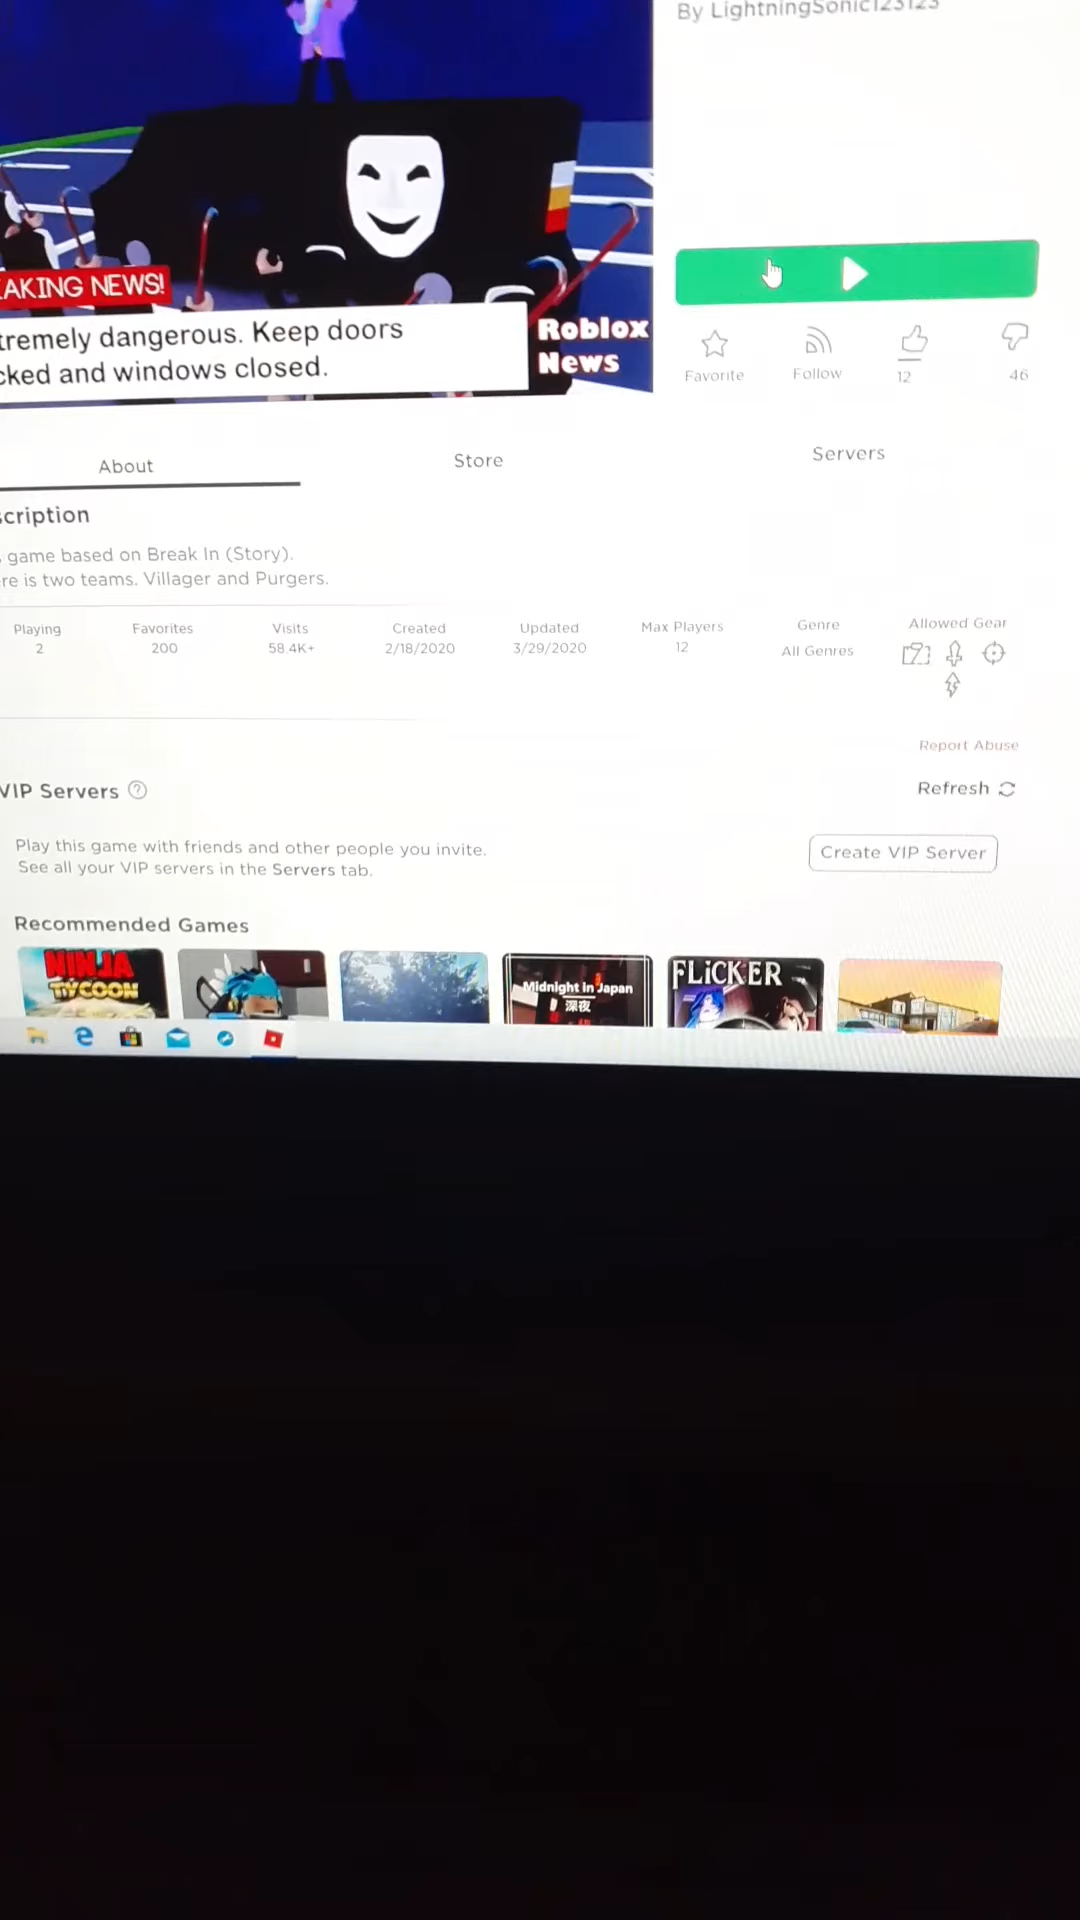 By LightningSonic123123
AKING NEWS!
tremely dangerous. Keep doors
cked and windows closed.
Roblox
News
Favorite
Follow
12
46
About
Store
Servers
scription
game based on Break In (Story).
re is two teams. Villager and Purgers.
Playing
Favorites
Visits
Created
Updated
Max Players
Genre
Allowed Gear
2
200
58.4K+
2/18/2020
3/29/2020
12
All Genres
Report Abuse
VIP Servers
Refresh
Play this game with friends and other people you invite.
See all your VIP servers in the Servers tab.
Create VIP Server
Recommended Games
NINJA
TYCOON
Midnight in Japan
深夜
FLiCKER